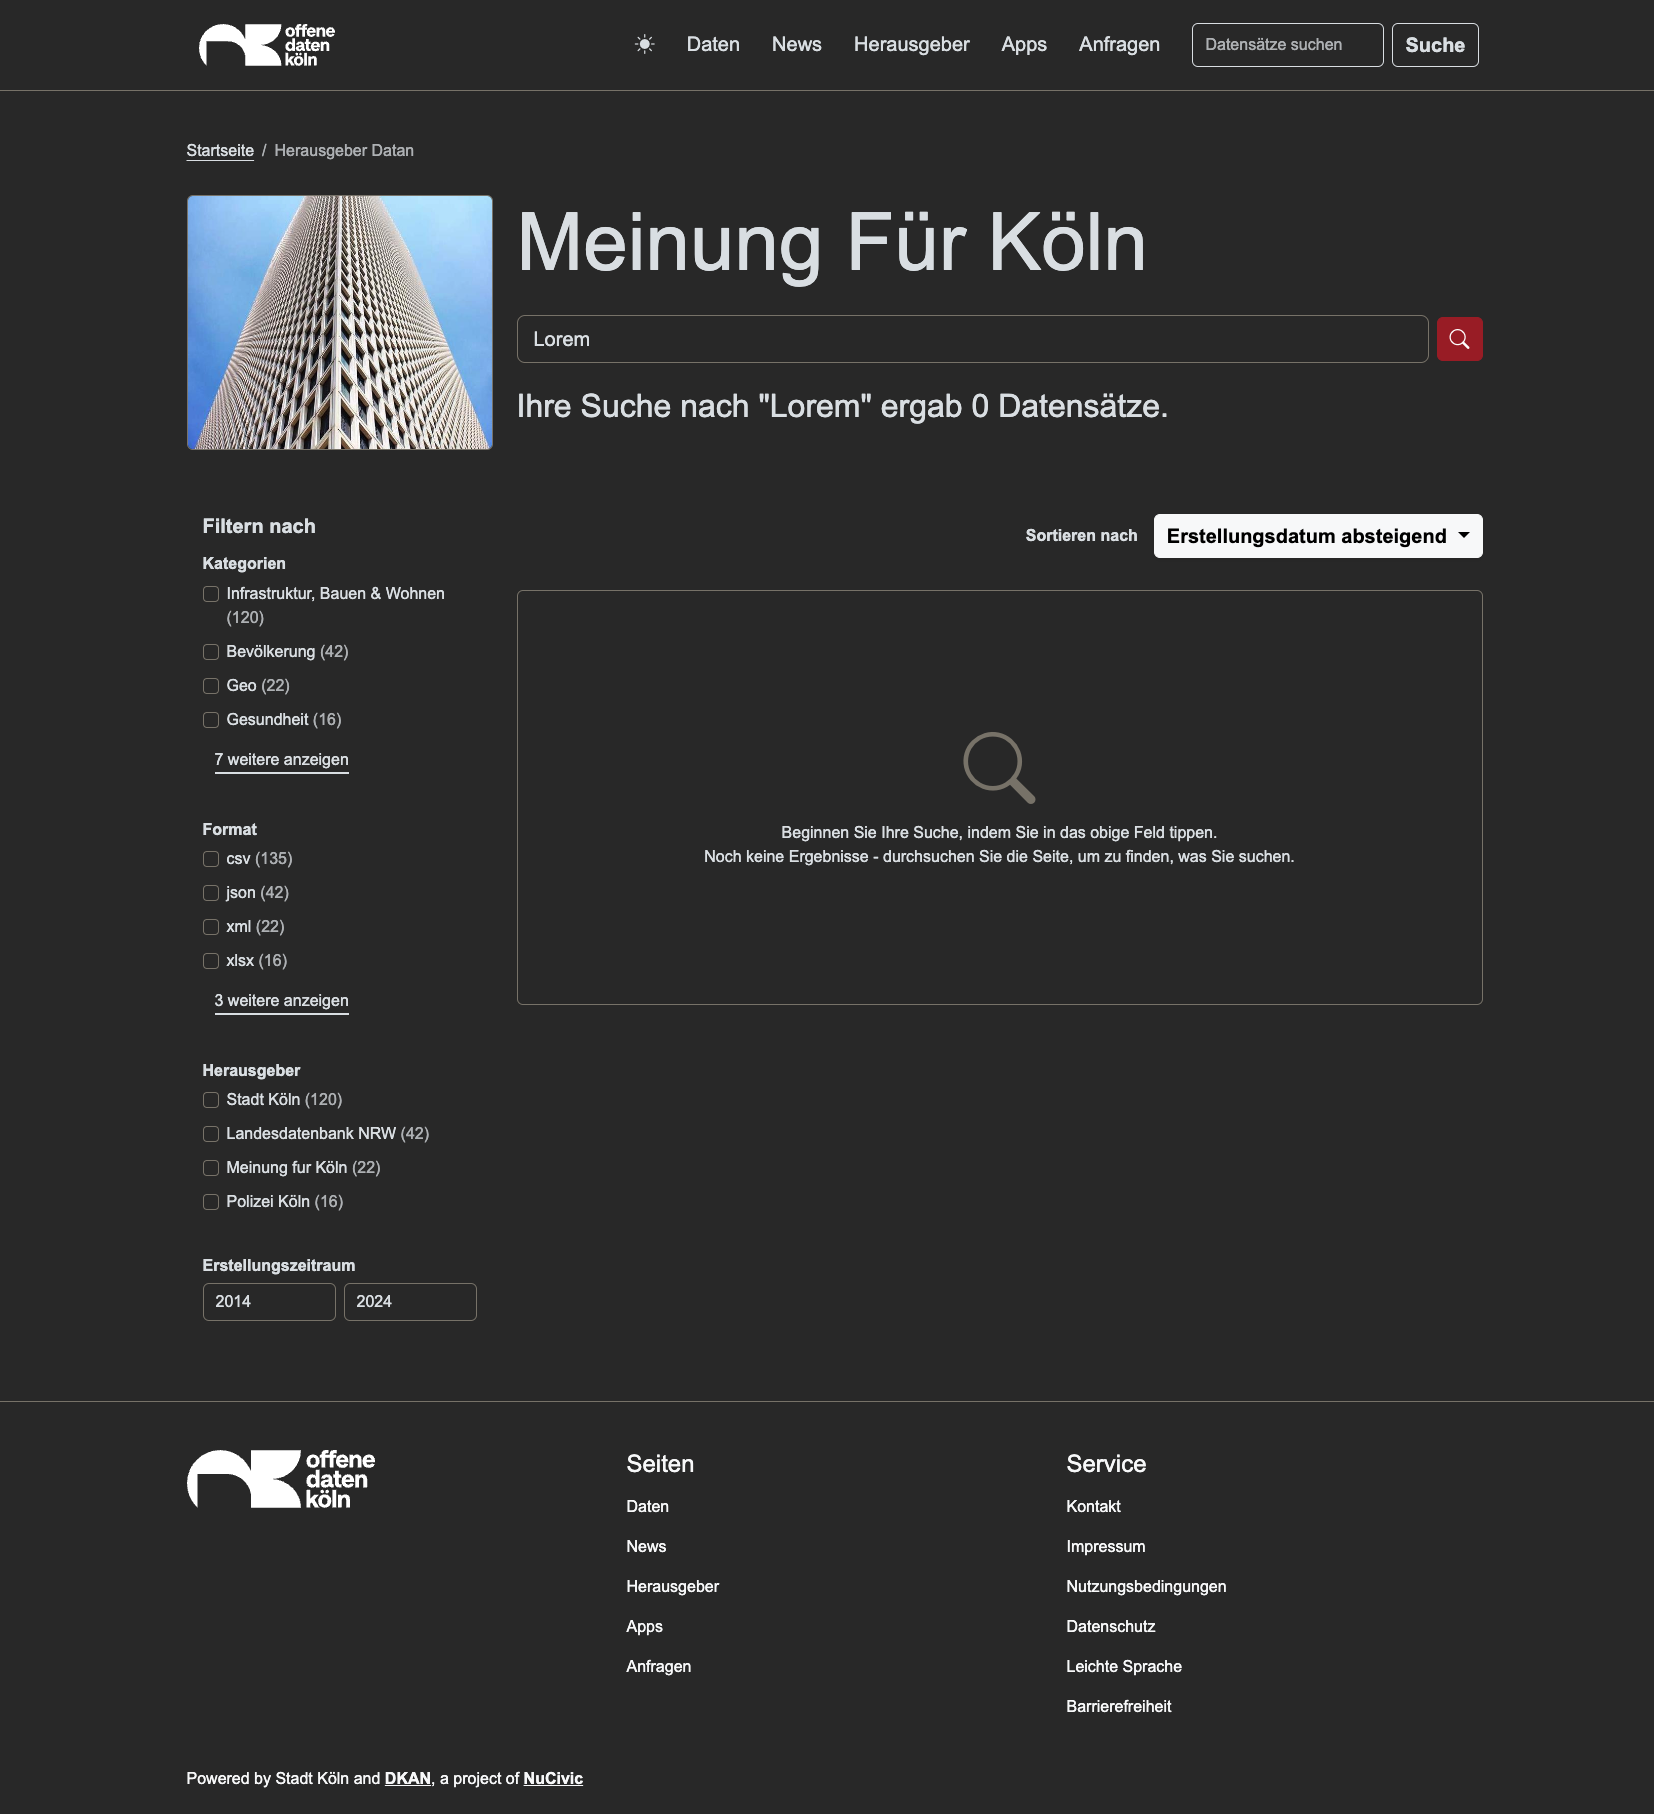 offene
daten
köln
Daten
News
Herausgeber
Apps
Anfragen
Datensätze suchen
Suche
Startseite / Herausgeber Datan
Meinung Für Köln
Lorem
Ihre Suche nach "Lorem" ergab 0 Datensätze.
Filtern nach
Kategorien
Infrastruktur, Bauen & Wohnen
(120)
Bevölkerung (42)
Geo (22)
Gesundheit (16)
7 weitere anzeigen
Format
csv (135)
json (42)
xml (22)
xlsx (16)
3 weitere anzeigen
Herausgeber
Stadt Köln (120)
Landesdatenbank NRW (42)
Meinung fur Köln (22)
Polizei Köln (16)
Erstellungszeitraum
2014
2024
Sortieren nach
Erstellungsdatum absteigend
Beginnen Sie Ihre Suche, indem Sie in das obige Feld tippen.
Noch keine Ergebnisse - durchsuchen Sie die Seite, um zu finden, was Sie suchen.
offene
daten
köln
Seiten
Daten
News
Herausgeber
Apps
Anfragen
Service
Kontakt
Impressum
Nutzungsbedingungen
Datenschutz
Leichte Sprache
Barrierefreiheit
Powered by Stadt Köln and DKAN, a project of NuCivic